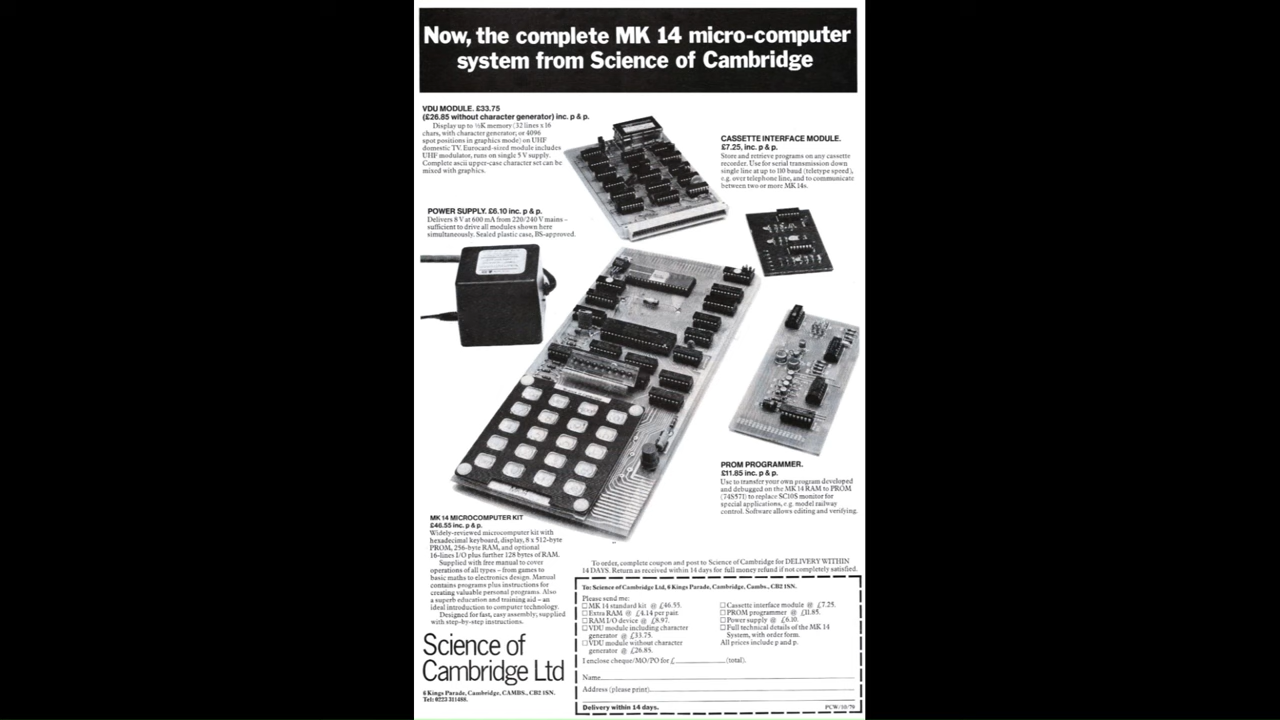 Now, the complete MK 14 micro-computer
system from Science of Cambridge
VDU MODULE. £33.75
(£26.85 without character generator) inc. p & p.
Display up to ½K memory (32 lines x 16
chars, with character generator; or 4096
spot positions in graphics mode) on UHF
domestic TV. Eurocard-sized module includes
UHF modulator, runs on single 5 V supply.
Complete ascii upper-case character set can be
mixed with graphics.
POWER SUPPLY. £6.10 inc. p & p.
Delivers 8 V at 600 mA from 220/240 V mains –
sufficient to drive all modules shown here
simultaneously. Sealed plastic case, BS-approved.
CASSETTE INTERFACE MODULE.
£7.25, inc. p & p.
Store and retrieve programs on any cassette
recorder. Use for serial transmission down
single line at up to 110 baud (teletype speed),
e.g. over telephone line, and to communicate
between two or more MK 14s.
PROM PROGRAMMER.
£11.85 inc. p & p.
Use to transfer your own program developed
and debugged on the MK 14 RAM to PROM
(74S571) to replace SCIOS monitor for
special applications, e.g. model railway
control. Software allows editing and verifying.
MK 14 MICROCOMPUTER KIT
£46.55 inc. p & p.
Widely-reviewed microcomputer kit with
hexadecimal keyboard, display, 8 x 512-byte
PROM, 256-byte RAM, and optional
16-lines I/O plus further 128 bytes of RAM.
Supplied with free manual to cover
operations of all types – from games to
basic maths to electronics design. Manual
contains programs plus instructions for
creating valuable personal programs. Also
a superb education and training aid – an
ideal introduction to computer technology.
Designed for fast, easy assembly; supplied
with step-by-step instructions.
Science of
Cambridge Ltd
6 Kings Parade, Cambridge, CAMBS., CB2 1SN.
Tel: 0223 311488.
To order, complete coupon and post to Science of Cambridge for DELIVERY WITHIN
14 DAYS. Return as received within 14 days for full money refund if not completely satisfied.
To: Science of Cambridge Ltd, 6 Kings Parade, Cambridge, Cambs., CB2 1SN.
Please send me:
MK 14 standard kit @ £46.55.
Extra RAM @ £4.14 per pair.
RAM I/O device @ £8.97.
VDU module including character
generator @ £33.75.
VDU module without character
generator @ £26.85.
Cassette interface module @ £7.25.
PROM programmer @ £11.85.
Power supply @ £6.10.
Full technical details of the MK 14
System, with order form.
All prices include p and p.
I enclose cheque/MO/PO for £ (total).
Name
Address (please print)
Delivery within 14 days.
PCW/10/79